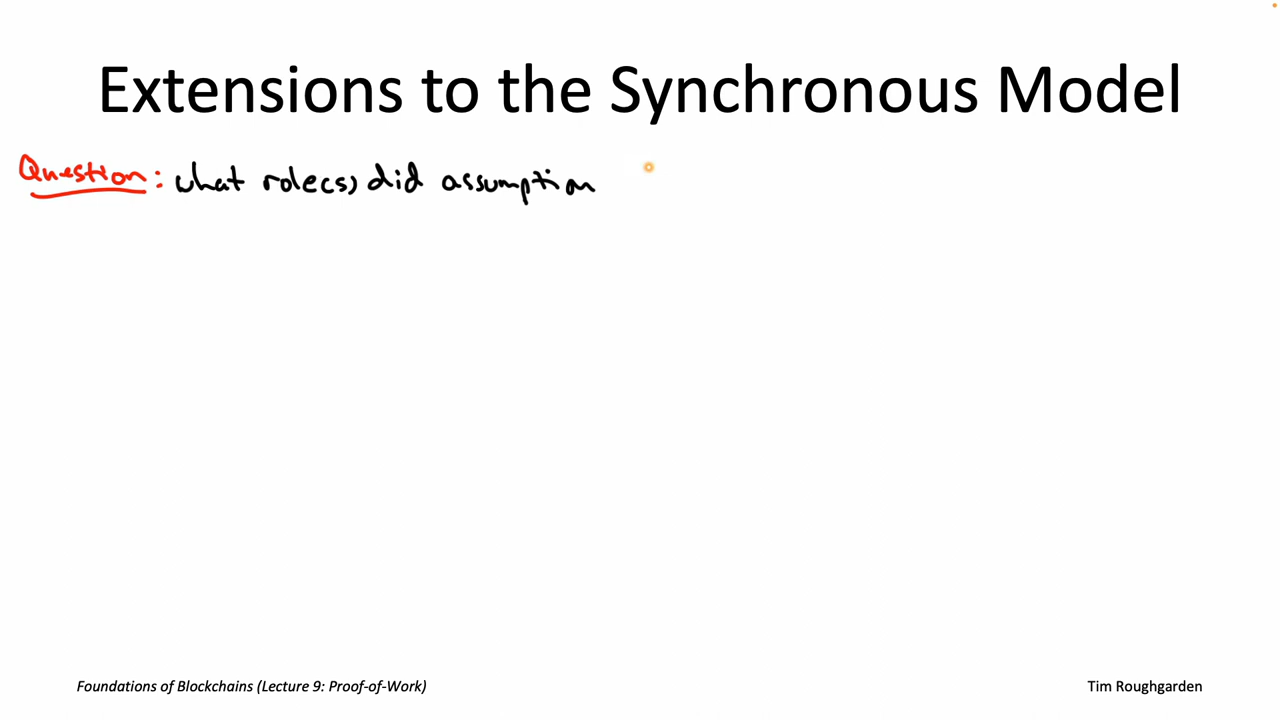 Extensions to the Synchronous Model
Question: what role(s) did assumption
Foundations of Blockchains (Lecture 9: Proof-of-Work)
Tim Roughgarden